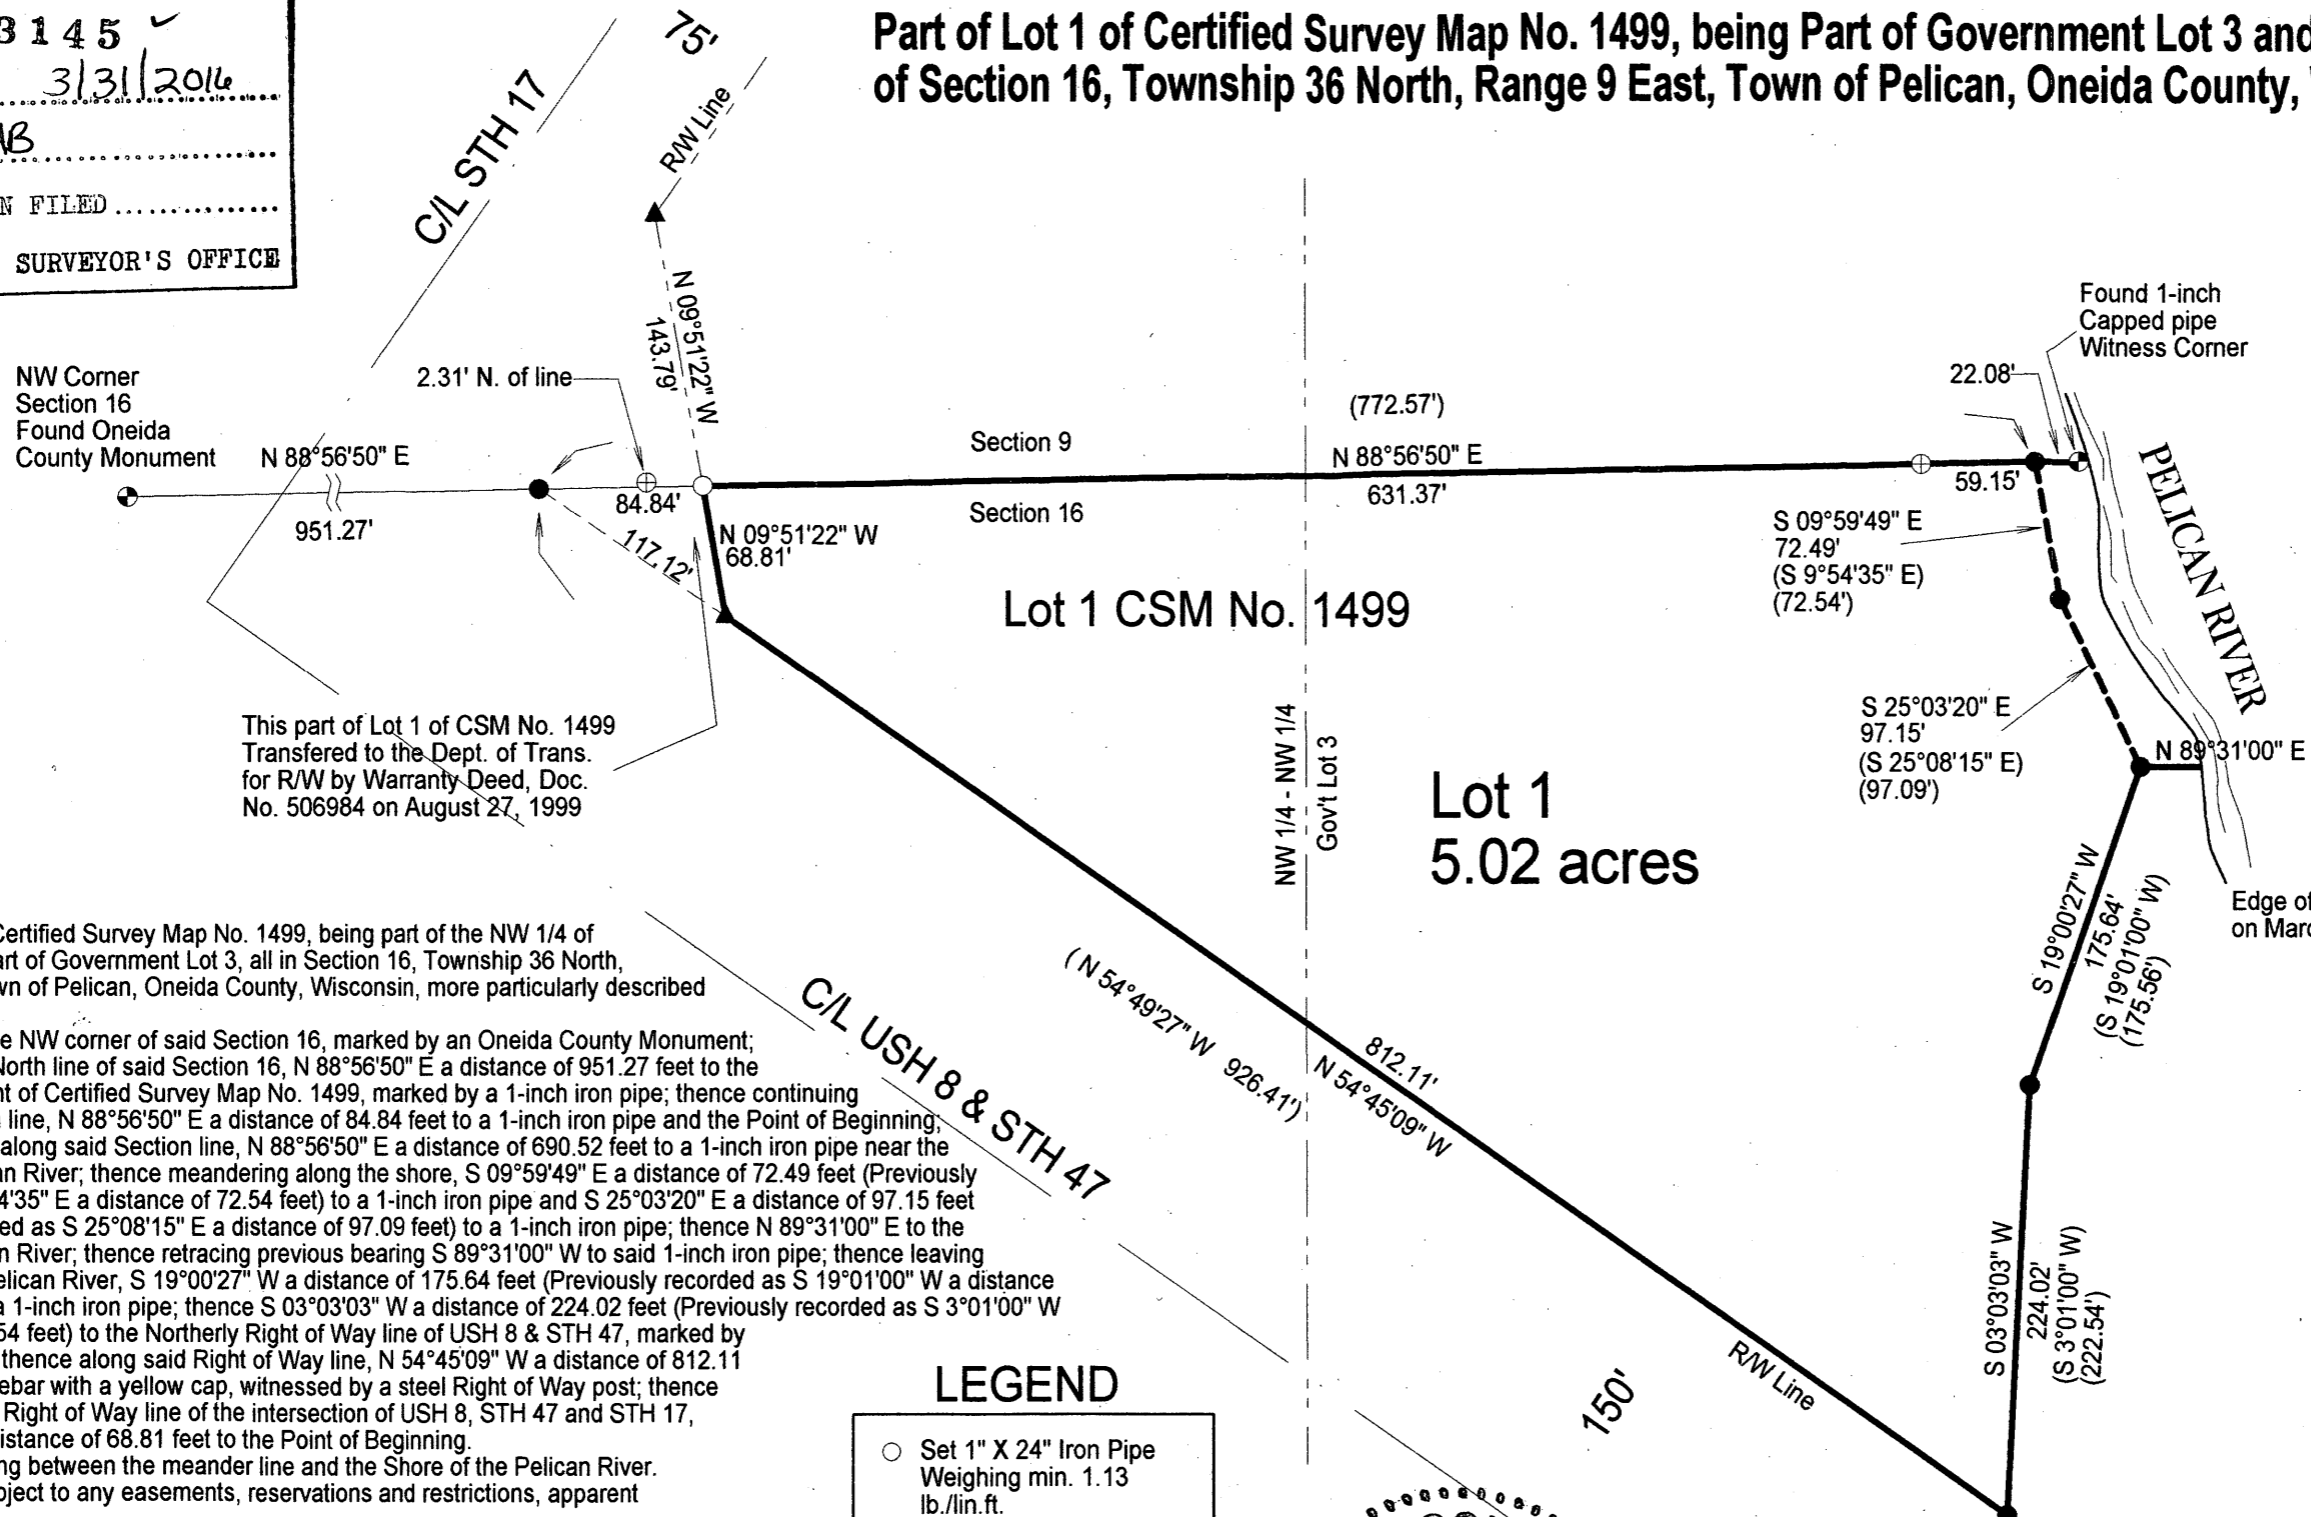 3145
3/31/2016
FILED
SURVEYOR'S OFFICE
Part of Lot 1 of Certified Survey Map No. 1499, being Part of Government Lot 3 and
of Section 16, Township 36 North, Range 9 East, Town of Pelican, Oneida County,
75'
C/L STH 17
R/W Line
N 09°51'22" W
143.79'
NW Corner
Section 16
Found Oneida
County Monument
N 88°56'50" E
951.27'
2.31' N. of line
84.84'
117.12'
N 09°51'22" W
68.81'
Section 9
Section 16
(772.57')
N 88°56'50" E
631.37'
Found 1-inch
Capped pipe
Witness Corner
22.08'
59.15'
S 09°59'49" E
72.49'
(S 9°54'35" E)
(72.54')
PELICAN RIVER
Lot 1 CSM No. 1499
This part of Lot 1 of CSM No. 1499
Transfered to the Dept. of Trans.
for R/W by Warranty Deed, Doc.
No. 506984 on August 27, 1999
NW 1/4 - NW 1/4
Gov't Lot 3
Lot 1
5.02 acres
S 25°03'20" E
97.15'
(S 25°08'15" E)
(97.09')
N 89°31'00" E
S 19°00'27" W
175.64'
(S 19°01'00" W)
(175.56')
Edge of
on
C/L USH 8 & STH 47
(N 54°49'27" W 926.41')
812.11'
N 54°45'09" W
S 03°03'03" W
224.02'
(S 3°01'00" W)
(222.54')
R/W Line
150'
Certified Survey Map No. 1499, being part of the NW 1/4 of
of Government Lot 3, all in Section 16, Township 36 North,
of Pelican, Oneida County, Wisconsin, more particularly described
NW corner of said Section 16, marked by an Oneida County Monument;
North line of said Section 16, N 88°56'50" E a distance of 951.27 feet to the
of Certified Survey Map No. 1499, marked by a 1-inch iron pipe; thence continuing
line, N 88°56'50" E a distance of 84.84 feet to a 1-inch iron pipe and the Point of Beginning;
along said Section line, N 88°56'50" E a distance of 690.52 feet to a 1-inch iron pipe near the
River; thence meandering along the shore, S 09°59'49" E a distance of 72.49 feet (Previously
4'35" E a distance of 72.54 feet) to a 1-inch iron pipe and S 25°03'20" E a distance of 97.15 feet
ed as S 25°08'15" E a distance of 97.09 feet) to a 1-inch iron pipe; thence N 89°31'00" E to the
River; thence retracing previous bearing S 89°31'00" W to said 1-inch iron pipe; thence leaving
elican River, S 19°00'27" W a distance of 175.64 feet (Previously recorded as S 19°01'00" W a distance
a 1-inch iron pipe; thence S 03°03'03" W a distance of 224.02 feet (Previously recorded as S 3°01'00" W
54 feet) to the Northerly Right of Way line of USH 8 & STH 47, marked by
thence along said Right of Way line, N 54°45'09" W a distance of 812.11
ebar with a yellow cap, witnessed by a steel Right of Way post; thence
Right of Way line of the intersection of USH 8, STH 47 and STH 17,
istance of 68.81 feet to the Point of Beginning.
ng between the meander line and the Shore of the Pelican River.
bject to any easements, reservations and restrictions, apparent
LEGEND
Set 1" X 24" Iron Pipe
Weighing min. 1.13
lb./lin.ft.